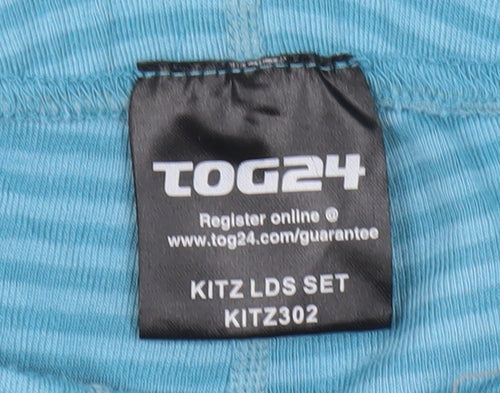 TOG24
Register online @
www.tog24.com/guarantee
KITZ LDS SET
KITZ302